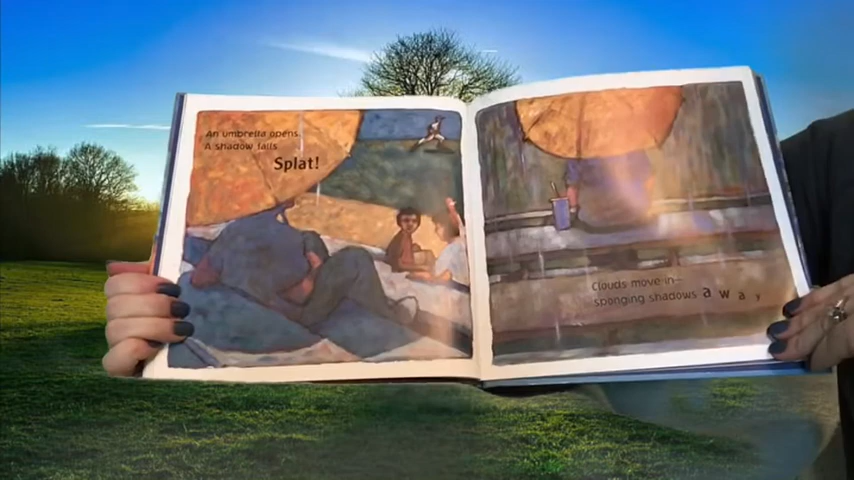 An umbrella opens.
A shadow falls
Splat!
Clouds move in—
sponging shadows a w a y